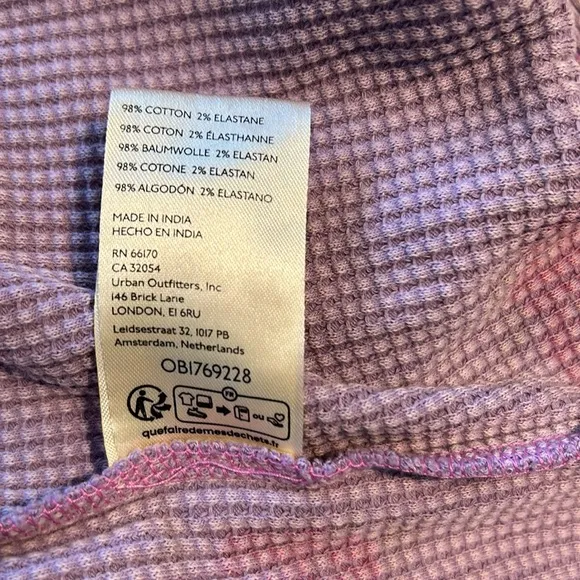 98% COTTON 2% ELASTANE
98% COTON 2% ÉLASTHANNE
98% BAUMWOLLE 2% ELASTAN
98% COTONE 2% ELASTAN
98% ALGODÓN 2% ELASTANO
MADE IN INDIA
HECHO EN INDIA
RN 66170
CA 32054
Urban Outfitters, Inc
146 Brick Lane
LONDON, E1 6RU
Leidsestraat 32, 1017 PB
Amsterdam, Netherlands
OB1769228
FR
OU
quefairedemesdechets.fr